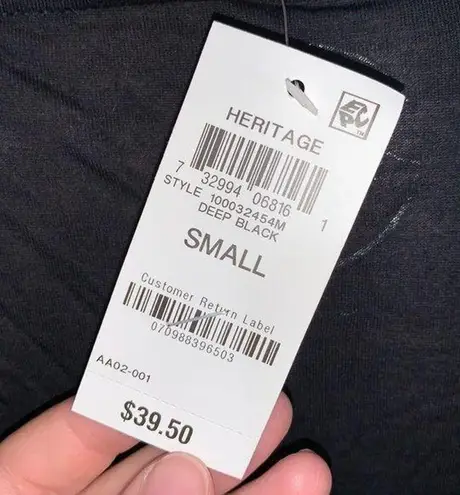 HERITAGE
7 32994 06816 1
STYLE 100032454M
DEEP BLACK
SMALL
Customer Return Label
070988396503
AA02-001
$39.50